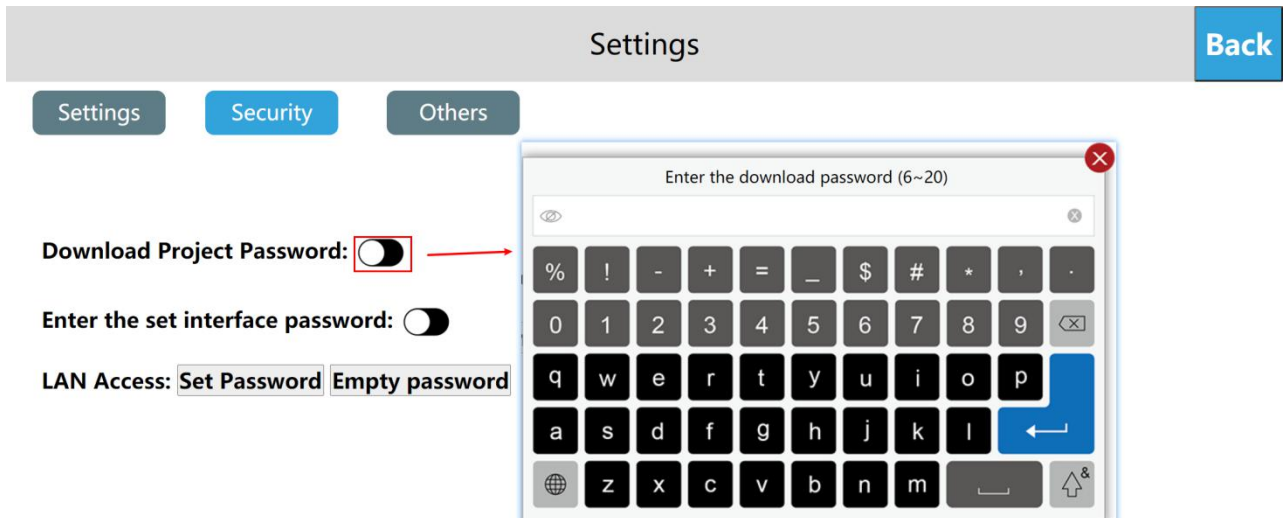 Settings
Back
Settings Security Others
Enter the download password (6~20)
Download Project Password:
% ! - + = _ $ # * , .
Enter the set interface password:
0 1 2 3 4 5 6 7 8 9
LAN Access: Set Password Empty password
q w e r t y u i o p
a s d f g h j k l
z x c v b n m &